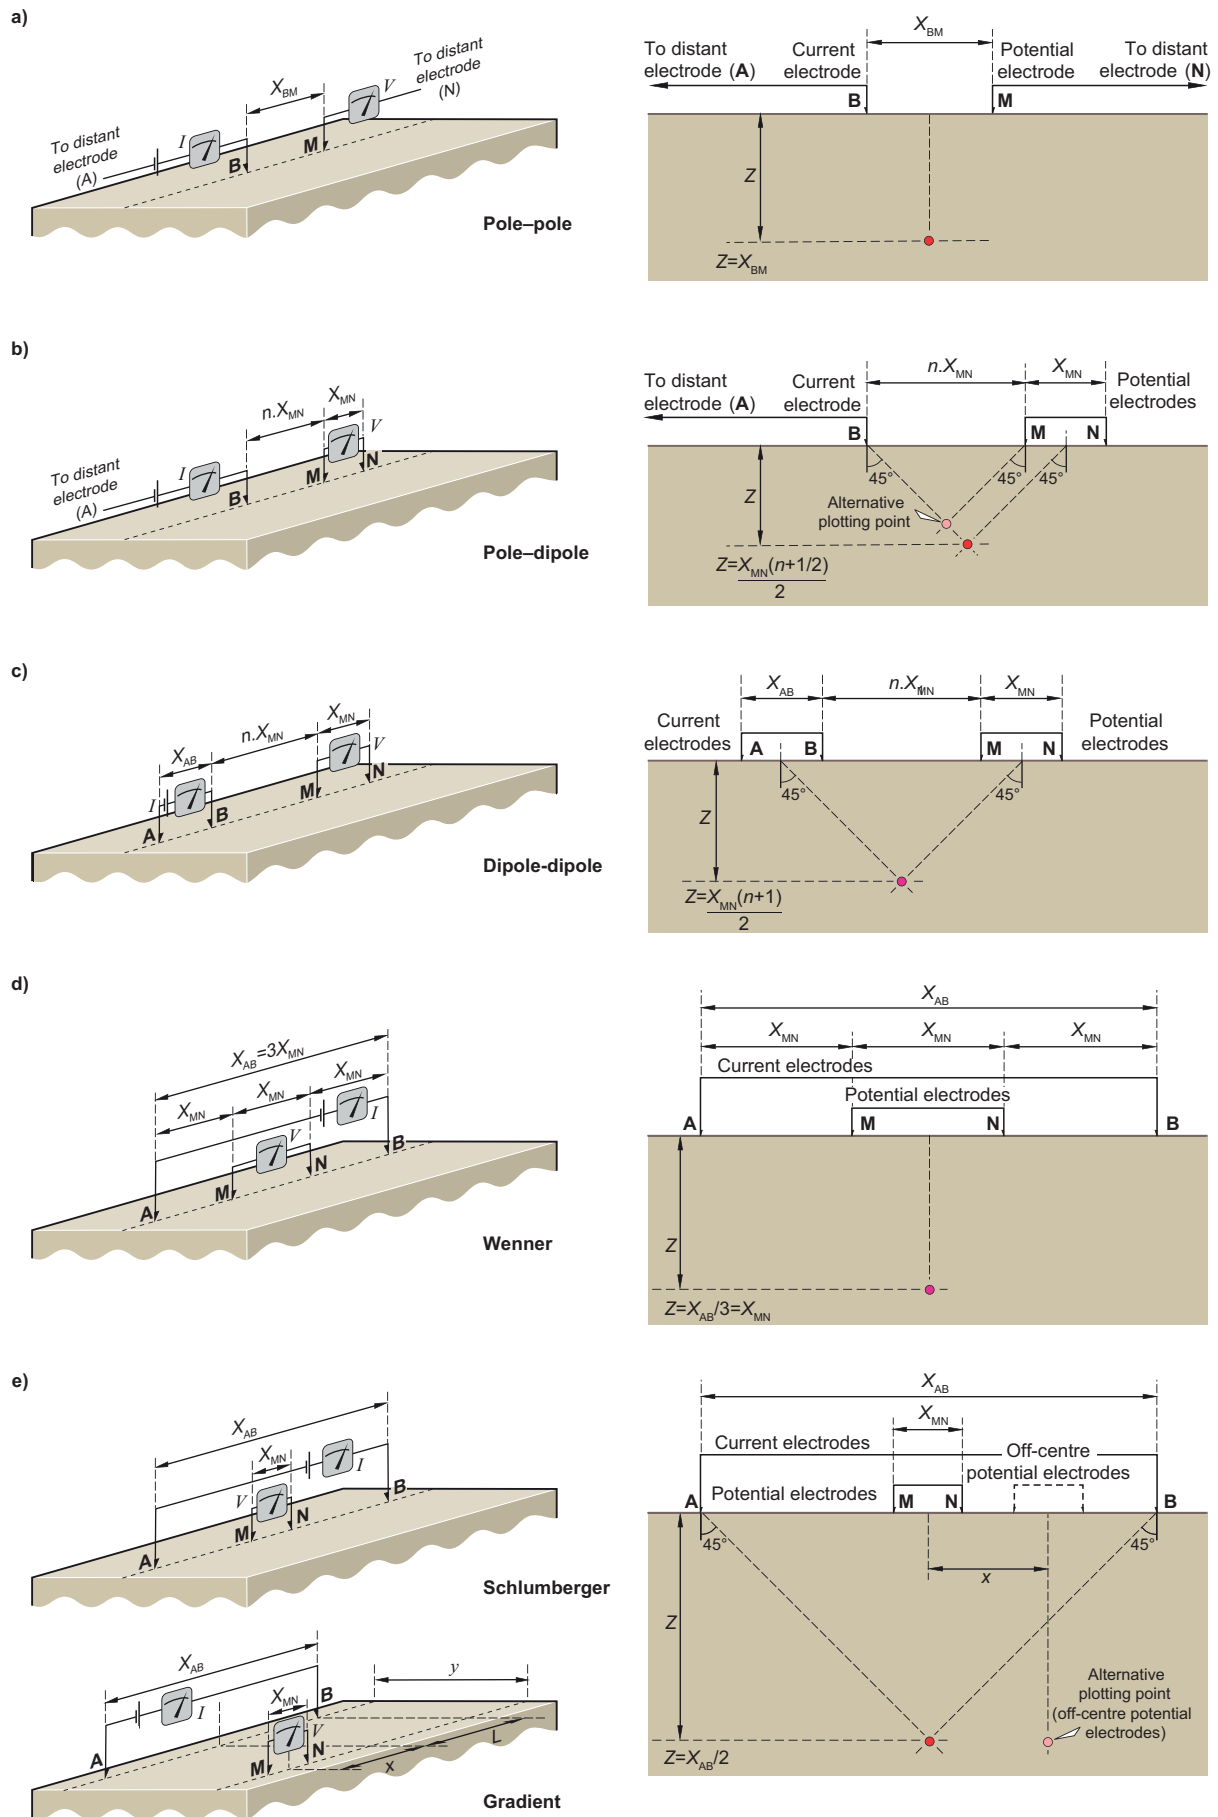 a)
To distant
electrode
(A)
I
B
X_BM
M
V
To distant
electrode
(N)
Pole–pole
To distant
electrode (A)
Current
electrode
X_BM
Potential
electrode
To distant
electrode (N)
B
M
Z
Z=X_BM
b)
To distant
electrode
(A)
I
B
n.X_MN
X_MN
M
V
N
Pole–dipole
To distant
electrode (A)
Current
electrode
n.X_MN
X_MN
Potential
electrodes
B
M
N
45°
45°
45°
Z
Alternative
plotting point
Z=X_MN(n+1/2)
2
c)
X_AB
n.X_MN
X_MN
I
A
B
M
V
N
Dipole-dipole
Current
electrodes
X_AB
n.X_MN
X_MN
Potential
electrodes
A
B
M
N
45°
45°
Z
Z=X_MN(n+1)
2
d)
X_AB=3X_MN
X_MN
X_MN
X_MN
I
V
A
M
N
B
Wenner
X_AB
X_MN
X_MN
X_MN
Current electrodes
Potential electrodes
A
M
N
B
Z
Z=X_AB/3=X_MN
e)
X_AB
X_MN
I
V
A
M
N
B
Schlumberger
X_AB
X_MN
I
V
A
M
N
B
y
x
L
Gradient
X_AB
X_MN
Current electrodes
Off-centre
potential electrodes
Potential electrodes
A
M
N
B
45°
45°
x
Z
Alternative
plotting point
(off-centre potential
electrodes)
Z=X_AB/2